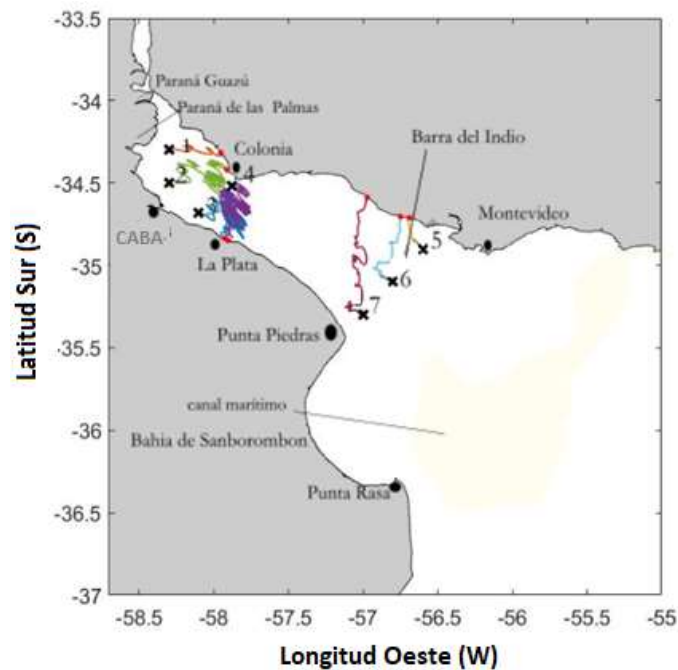 -33.5
Paraná Guazú
-34
Paraná de las Palmas
1
Colonia
Barra del Indio
2
4
-34.5
3
Montevideo
CABA
5
La Plata
-35
6
7
Punta Piedras
-35.5
canal marítimo
-36
Bahia de Sanborombon
Punta Rasa
-36.5
-37
-58.5 -58 -57.5 -57 -56.5 -56 -55.5 -55
Latitud Sur (S)
Longitud Oeste (W)